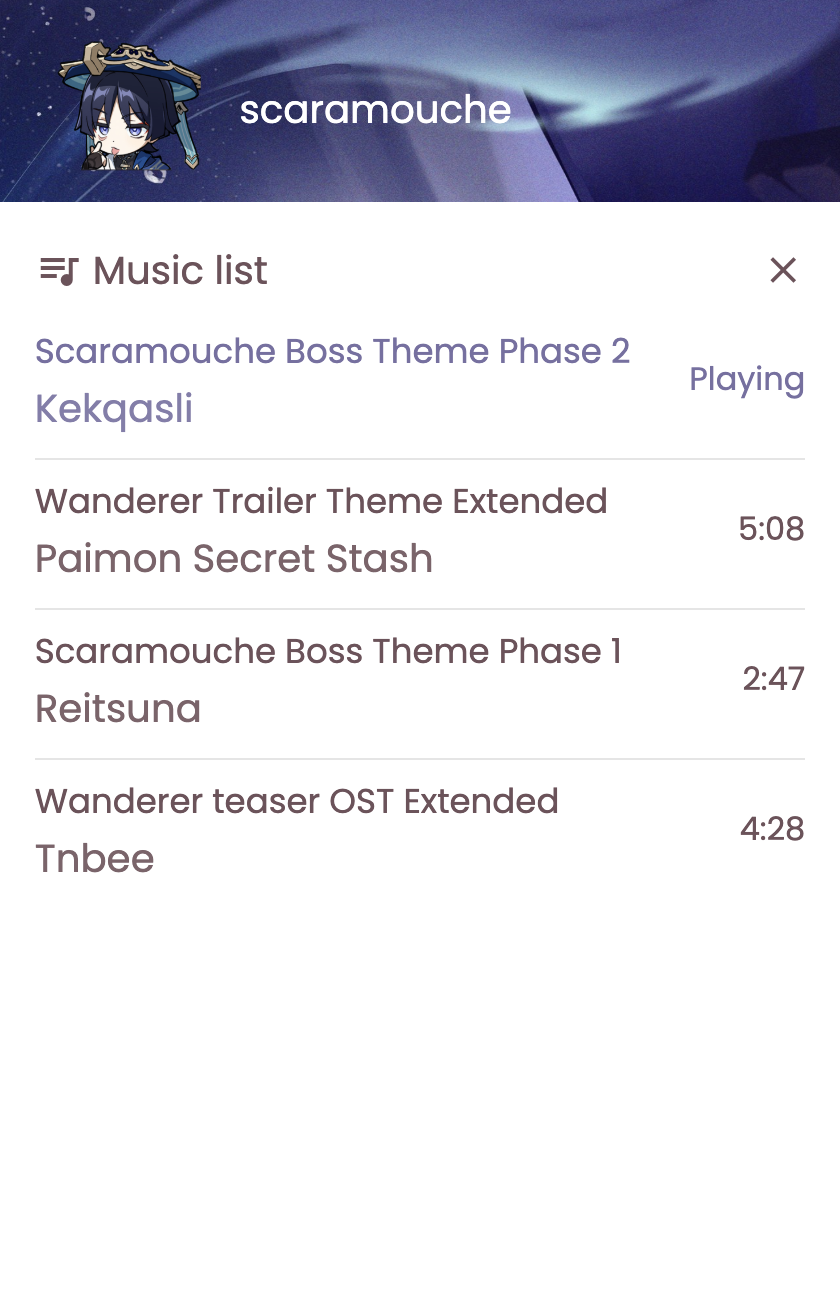 scaramouche
Music list
Scaramouche Boss Theme Phase 2
Kekqasli
Playing
Wanderer Trailer Theme Extended
Paimon Secret Stash
5:08
Scaramouche Boss Theme Phase 1
Reitsuna
2:47
Wanderer teaser OST Extended
Tnbee
4:28